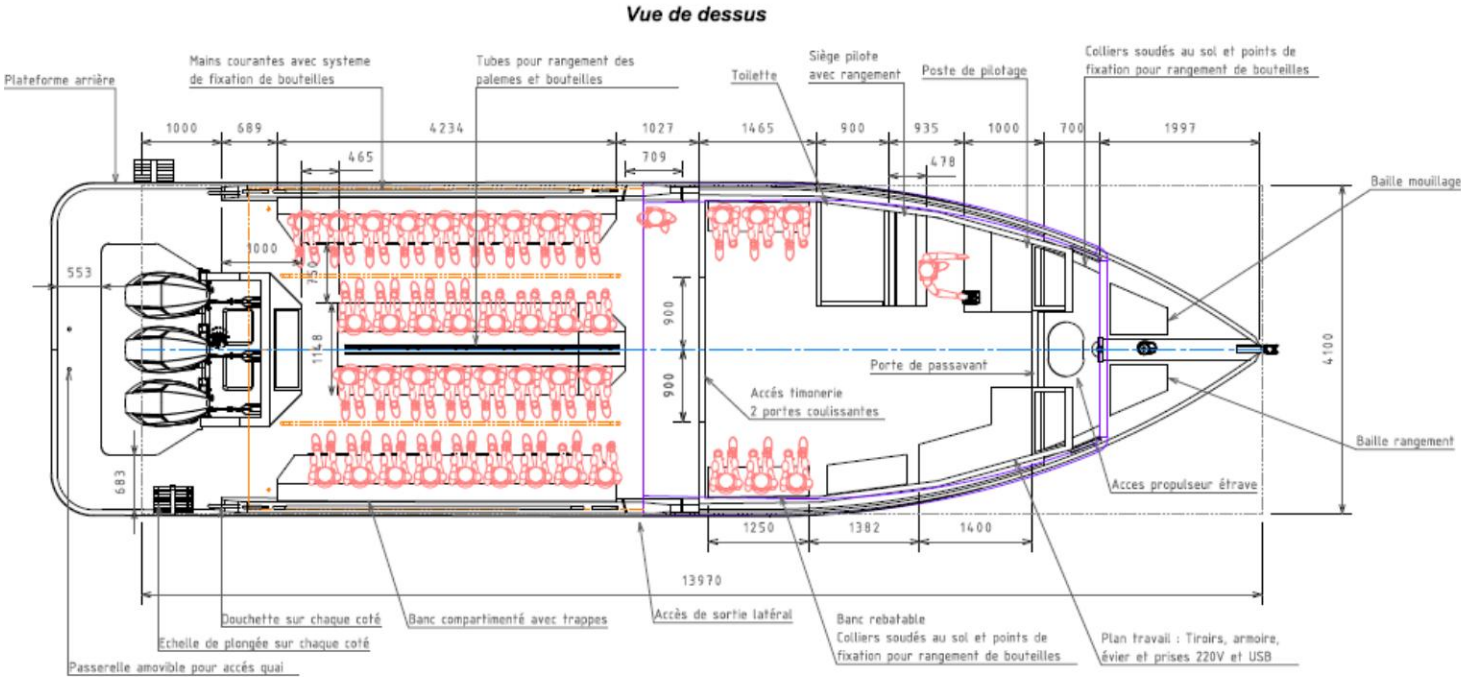 Vue de dessus
Plateforme arrière
Mains courantes avec systeme
de fixation de bouteilles
Tubes pour rangement des
palemes et bouteilles
Toilette
Siège pilote
avec rangement
Poste de pilotage
Colliers soudés au sol et points de
fixation pour rangement de bouteilles
1000
689
4234
1027
1465
900
935
1000
700
1997
465
709
478
Baille mouillage
553
1000
750
1148
900
900
4100
Porte de passavant
Accés timonerie
2 portes coulissantes
683
Baille rangement
Acces propulseur étrave
1250
1382
1400
13970
Douchette sur chaque coté
Banc compartimenté avec trappes
Accès de sortie latéral
Banc rebatable
Colliers soudés au sol et points de
fixation pour rangement de bouteilles
Plan travail : Tiroirs, armoire,
évier et prises 220V et USB
Echelle de plongée sur chaque coté
Passerelle amovible pour accés quai